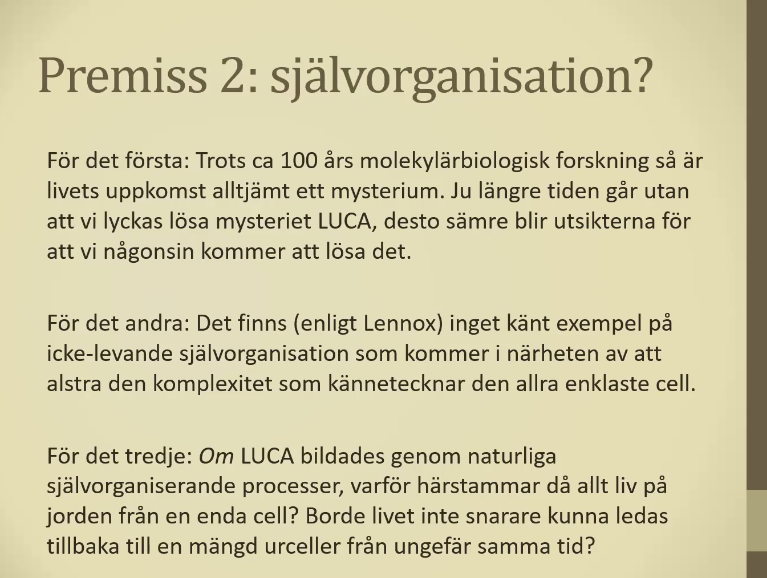 Premiss 2: självorganisation?
För det första: Trots ca 100 års molekylärbiologisk forskning så är
livets uppkomst alltjämt ett mysterium. Ju längre tiden går utan
att vi lyckas lösa mysteriet LUCA, desto sämre blir utsikterna för
att vi någonsin kommer att lösa det.
För det andra: Det finns (enligt Lennox) inget känt exempel på
icke-levande självorganisation som kommer i närheten av att
alstra den komplexitet som kännetecknar den allra enklaste cell.
För det tredje: Om LUCA bildades genom naturliga
självorganiserande processer, varför härstammar då allt liv på
jorden från en enda cell? Borde livet inte snarare kunna ledas
tillbaka till en mängd urceller från ungefär samma tid?